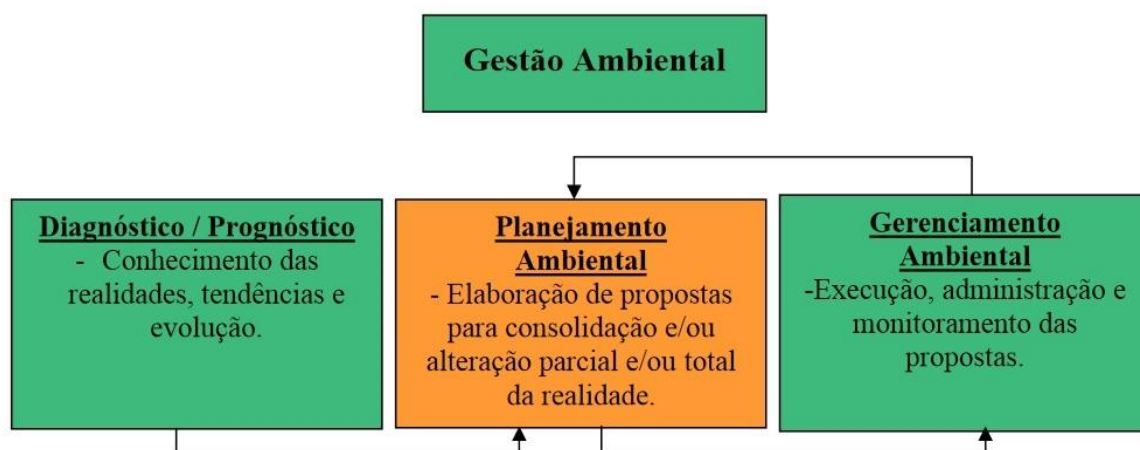 Gestão Ambiental
Diagnóstico / Prognóstico
- Conhecimento das
realidades, tendências e
evolução.
Planejamento
Ambiental
- Elaboração de propostas
para consolidação e/ou
alteração parcial e/ou total
da realidade.
Gerenciamento
Ambiental
-Execução, administração e
monitoramento das
propostas.